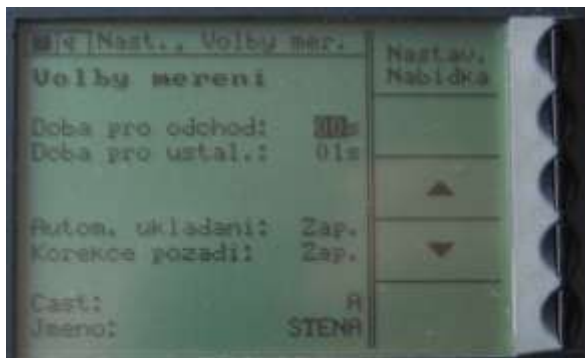 Nast., Volby mer.
Nastav.
Nabidka
Volby mereni
Doba pro odchod: 00s
Doba pro ustal.: 01s
Autom. ukladani: Zap.
Korekce pozadi: Zap.
Cast: A
Jmeno: STENA